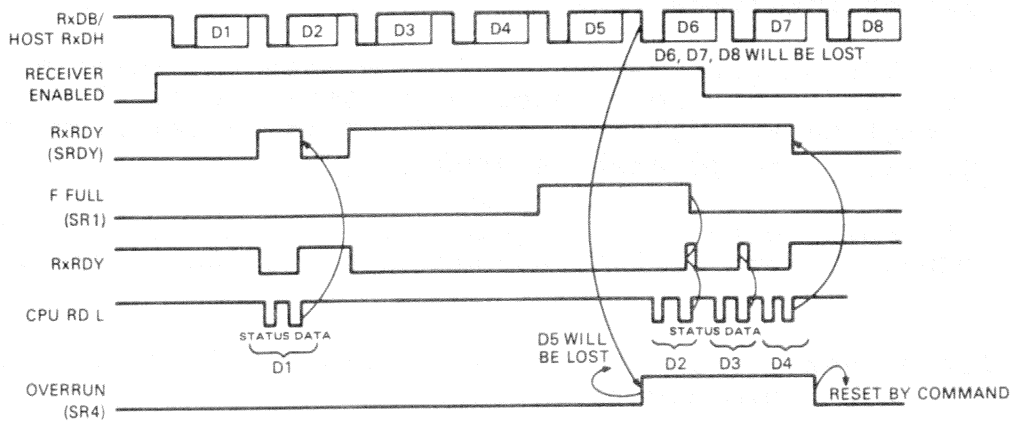 RxDB/
HOST RxDH
D1 D2 D3 D4 D5 D6 D7 D8
D6, D7, D8 WILL BE LOST
RECEIVER
ENABLED
RxRDY
(SRDY)
F FULL
(SR1)
RxRDY
CPU RD L
STATUS DATA
D1
STATUS DATA
D2 D3 D4
D5 WILL
BE LOST
OVERRUN
(SR4)
RESET BY COMMAND